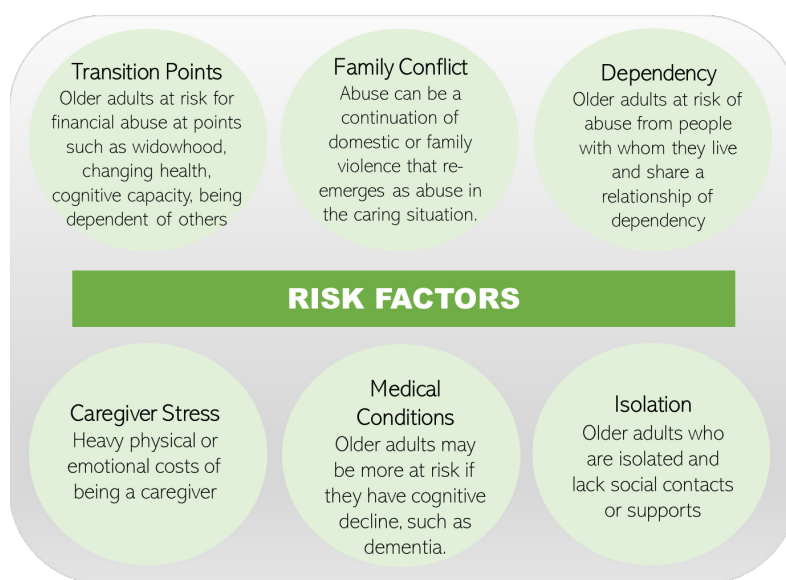 Transition Points
Older adults at risk for
financial abuse at points
such as widowhood,
changing health,
cognitive capacity, being
dependent of others
Family Conflict
Abuse can be a
continuation of
domestic or family
violence that re-
emerges as abuse in
the caring situation.
Dependency
Older adults at risk of
abuse from people
with whom they live
and share a
relationship of
dependency
RISK FACTORS
Caregiver Stress
Heavy physical or
emotional costs of
being a caregiver
Medical
Conditions
Older adults may
be more at risk if
they have cognitive
decline, such as
dementia.
Isolation
Older adults who
are isolated and
lack social contacts
or supports